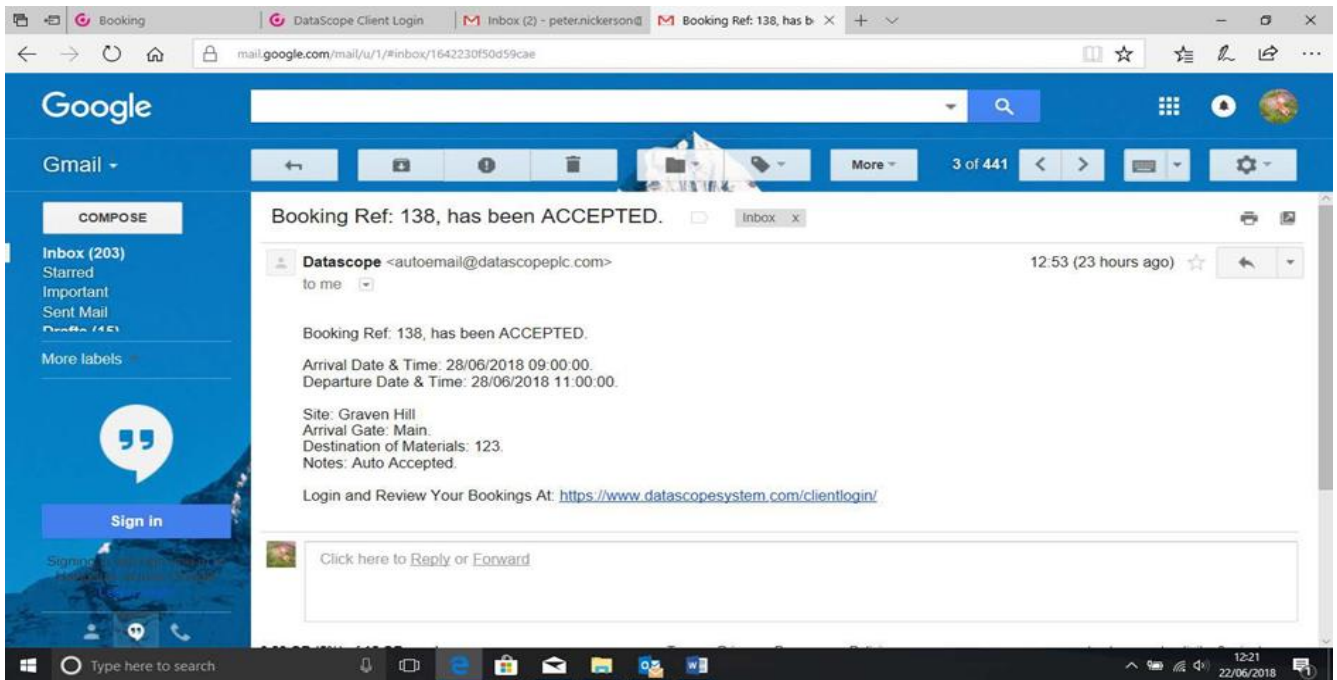 Booking
DataScope Client Login
Inbox (2) - peter.nickerson@
Booking Ref: 138, has b
mail.google.com/mail/u/1/#inbox/1642230f50d59cae
Google
Gmail
More
3 of 441
COMPOSE
Booking Ref: 138, has been ACCEPTED.
Inbox x
Inbox (203)
Starred
Important
Sent Mail
Drafts (15)
More labels
Datascope <autoemail@datascopeplc.com>
12:53 (23 hours ago)
to me
Booking Ref: 138, has been ACCEPTED.
Arrival Date & Time: 28/06/2018 09:00:00.
Departure Date & Time: 28/06/2018 11:00:00.
Site: Graven Hill
Arrival Gate: Main.
Destination of Materials: 123.
Notes: Auto Accepted.
Login and Review Your Bookings At: https://www.datascopesystem.com/clientlogin/
Sign in
Click here to Reply or Forward
Type here to search
12:21
22/06/2018